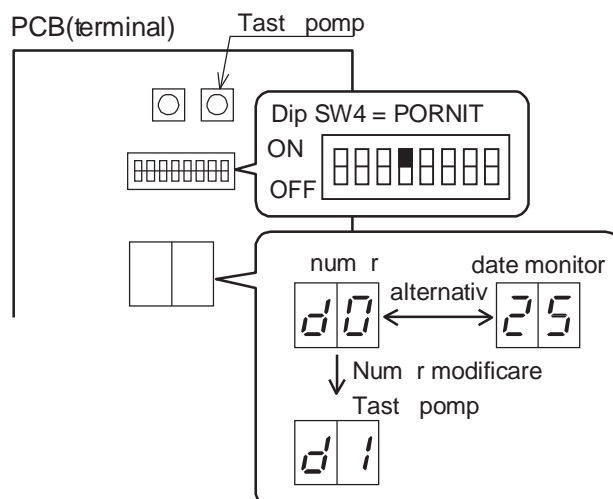 PCB(terminal)
Tast pomp
Dip SW4 = PORNIT
ON
OFF
num r
date monitor
d0
alternativ
25
Num r modificare
Tast pomp
d1